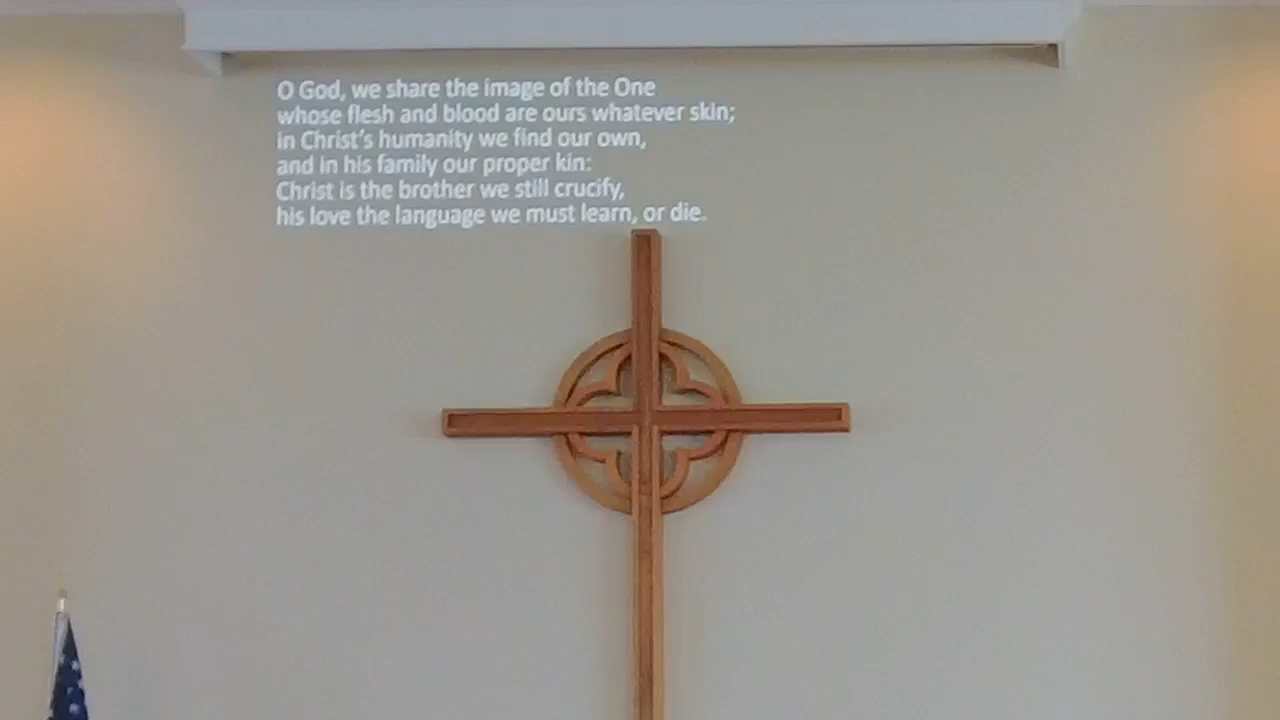 O God, we share the image of the One
whose flesh and blood are ours whatever skin;
in Christ's humanity we find our own,
and in his family our proper kin:
Christ is the brother we still crucify,
his love the language we must learn, or die.